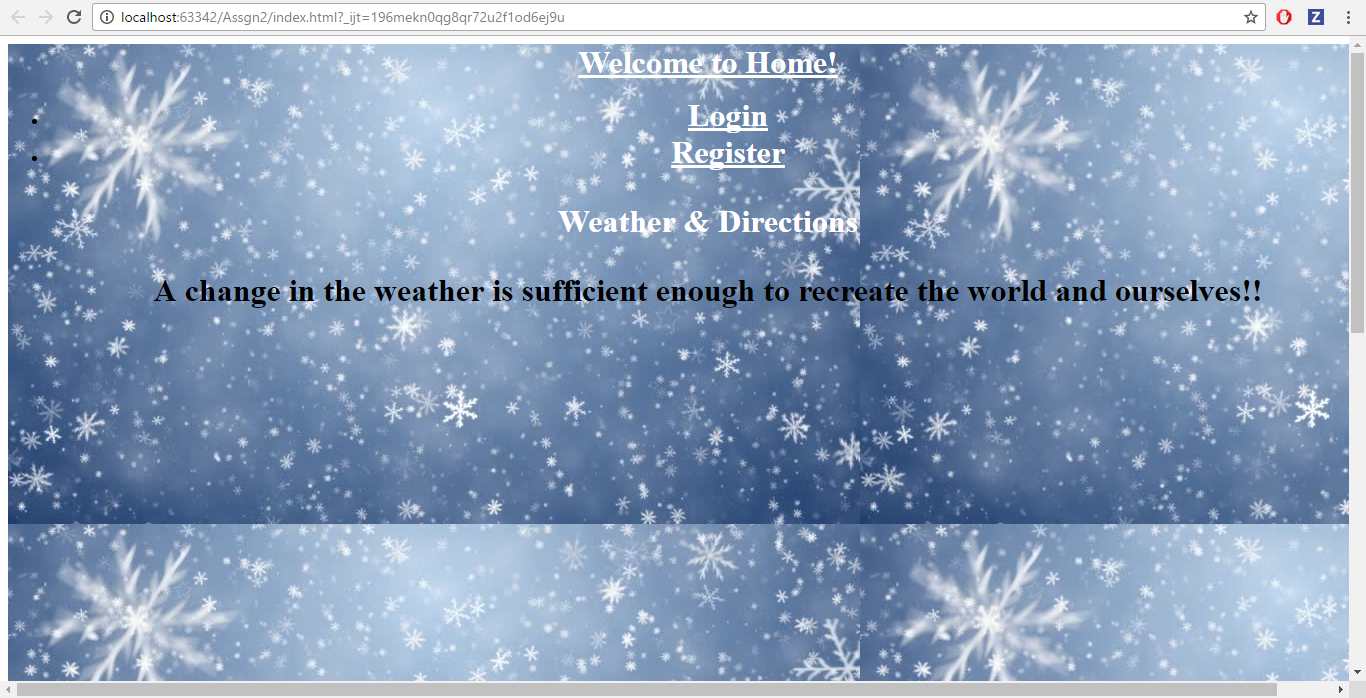 localhost:63342/Assgn2/index.html?_ijt=196mekn0qg8qr72u2f1od6ej9u
Z
Welcome to Home!
Login
Register
Weather & Directions
A change in the weather is sufficient enough to recreate the world and ourselves!!